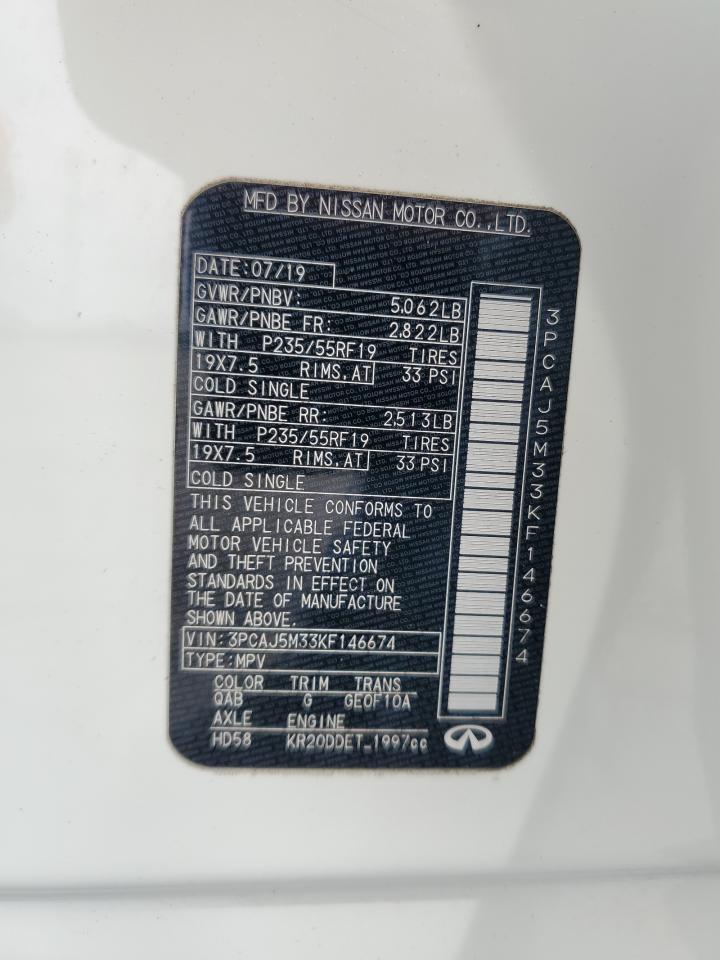 MFD BY NISSAN MOTOR CO.,LTD.
DATE:07/19
GVWR/PNBV: 5,062LB
GAWR/PNBE FR: 2,822LB
WITH P235/55RF19 TIRES
19X7.5 RIMS,AT 33 PSI
COLD SINGLE
GAWR/PNBE RR: 2,513LB
WITH P235/55RF19 TIRES
19X7.5 RIMS,AT 33 PSI
COLD SINGLE
THIS VEHICLE CONFORMS TO
ALL APPLICABLE FEDERAL
MOTOR VEHICLE SAFETY
AND THEFT PREVENTION
STANDARDS IN EFFECT ON
THE DATE OF MANUFACTURE
SHOWN ABOVE.
VIN:3PCAJ5M33KF146674
TYPE:MPV
COLOR TRIM TRANS
QAB G GE0F10A
AXLE ENGINE
HD58 KR20DDET_1997cc
3PCAJ5M33KF146674